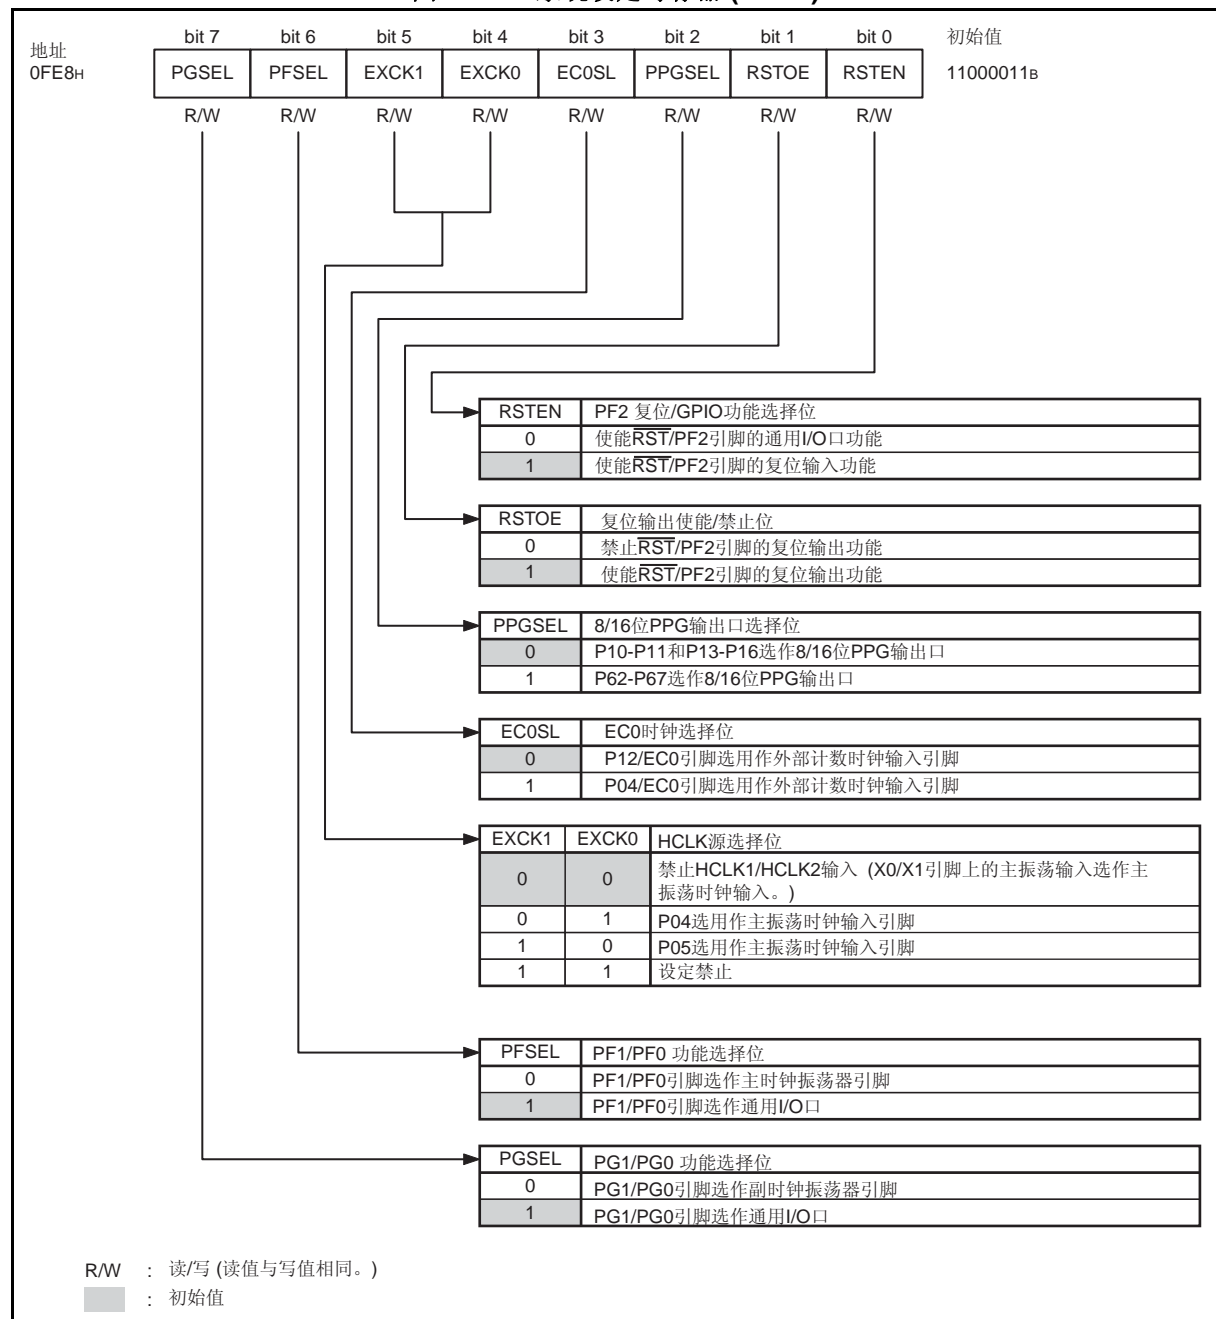 bit 7 bit 6 bit 5 bit 4 bit 3 bit 2 bit 1 bit 0 初始值
地址
0FE8H PGSEL PFSEL EXCK1 EXCK0 EC0SL PPGSEL RSTOE RSTEN 11000011B
R/W R/W R/W R/W R/W R/W R/W R/W
RSTEN PF2 复位/GPIO功能选择位
0 使能RST/PF2引脚的通用I/O口功能
1 使能RST/PF2引脚的复位输入功能
RSTOE 复位输出使能/禁止位
0 禁止RST/PF2引脚的复位输出功能
1 使能RST/PF2引脚的复位输出功能
PPGSEL 8/16位PPG输出口选择位
0 P10-P11和P13-P16选作8/16位PPG输出口
1 P62-P67选作8/16位PPG输出口
EC0SL EC0时钟选择位
0 P12/EC0引脚选用作外部计数时钟输入引脚
1 P04/EC0引脚选用作外部计数时钟输入引脚
EXCK1 EXCK0 HCLK源选择位
0 0 禁止HCLK1/HCLK2输入 (X0/X1引脚上的主振荡输入选作主
振荡时钟输入。)
0 1 P04选用作主振荡时钟输入引脚
1 0 P05选用作主振荡时钟输入引脚
1 1 设定禁止
PFSEL PF1/PF0 功能选择位
0 PF1/PF0引脚选作主时钟振荡器引脚
1 PF1/PF0引脚选作通用I/O口
PGSEL PG1/PG0 功能选择位
0 PG1/PG0引脚选作副时钟振荡器引脚
1 PG1/PG0引脚选作通用I/O口
R/W : 读/写 (读值与写值相同。)
: 初始值